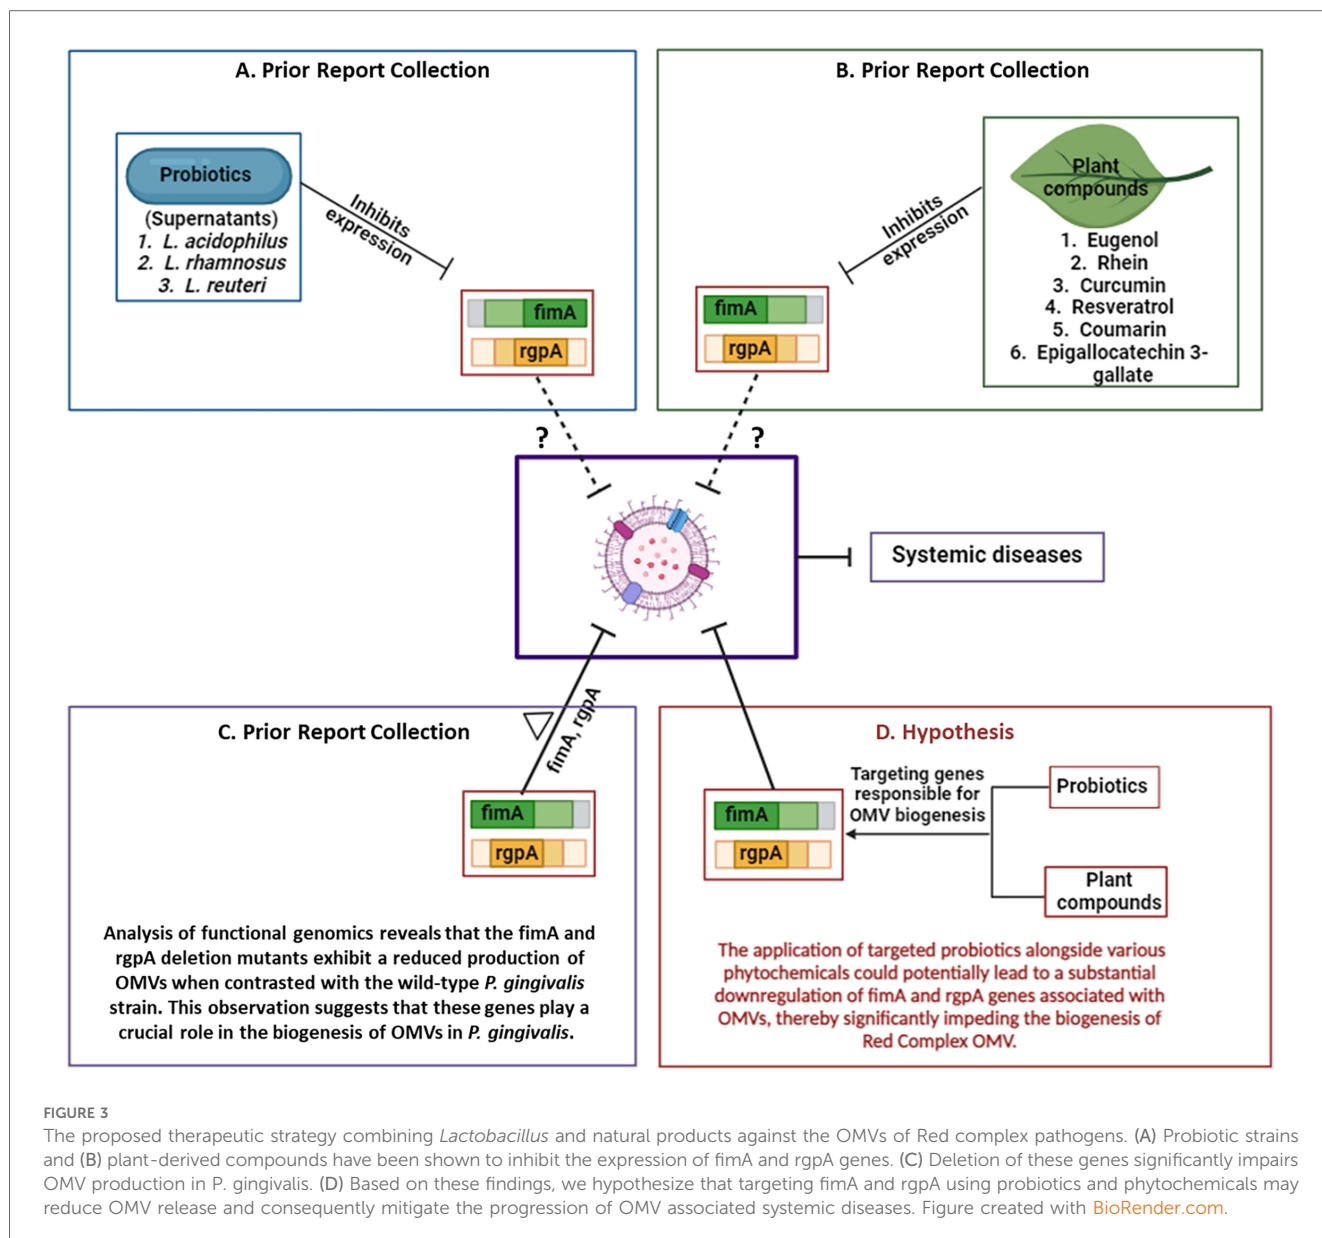 A. Prior Report Collection
Probiotics
(Supernatants)
1. L. acidophilus
2. L. rhamnosus
3. L. reuteri
Inhibits
expression
fimA
rgpA
?
B. Prior Report Collection
Plant
compounds
1. Eugenol
2. Rhein
3. Curcumin
4. Resveratrol
5. Coumarin
6. Epigallocatechin 3-
gallate
Inhibits
expression
fimA
rgpA
?
Systemic diseases
C. Prior Report Collection
fimA, rgpA
fimA
rgpA
Analysis of functional genomics reveals that the fimA and
rgpA deletion mutants exhibit a reduced production of
OMVs when contrasted with the wild-type P. gingivalis
strain. This observation suggests that these genes play a
crucial role in the biogenesis of OMVs in P. gingivalis.
D. Hypothesis
Targeting genes
responsible for
OMV biogenesis
Probiotics
Plant
compounds
fimA
rgpA
The application of targeted probiotics alongside various
phytochemicals could potentially lead to a substantial
downregulation of fimA and rgpA genes associated with
OMVs, thereby significantly impeding the biogenesis of
Red Complex OMV.
FIGURE 3
The proposed therapeutic strategy combining Lactobacillus and natural products against the OMVs of Red complex pathogens. (A) Probiotic strains
and (B) plant-derived compounds have been shown to inhibit the expression of fimA and rgpA genes. (C) Deletion of these genes significantly impairs
OMV production in P. gingivalis. (D) Based on these findings, we hypothesize that targeting fimA and rgpA using probiotics and phytochemicals may
reduce OMV release and consequently mitigate the progression of OMV associated systemic diseases. Figure created with BioRender.com.